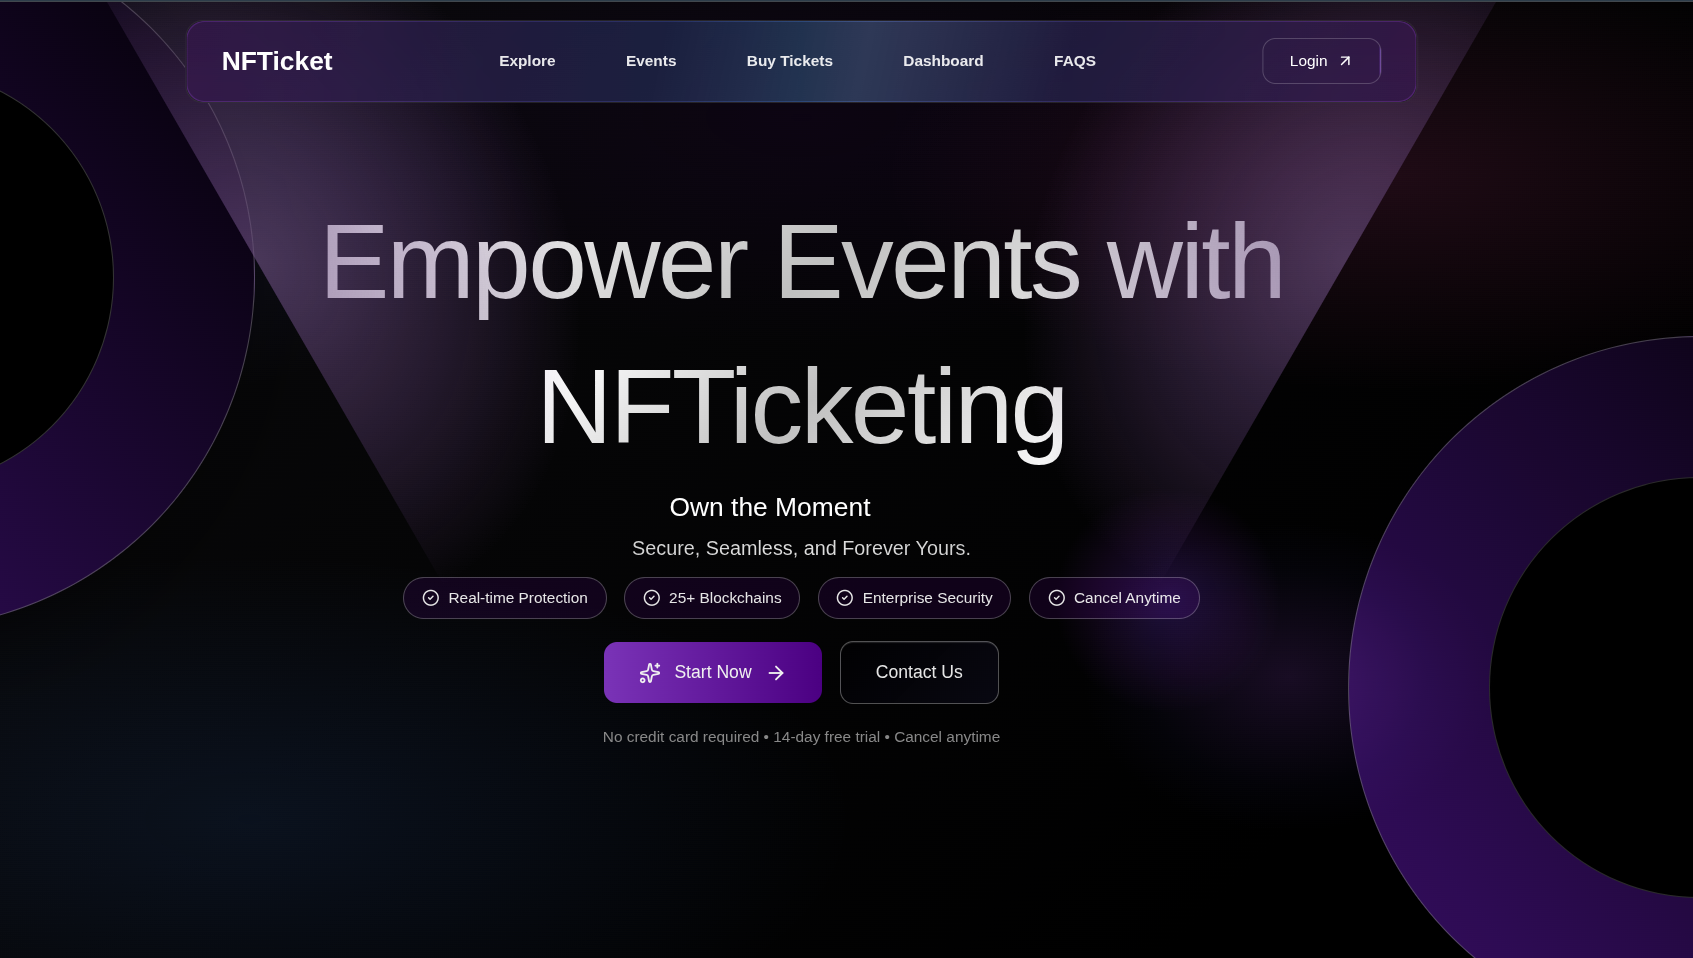 NFTicket Explore Events Buy Tickets Dashboard FAQS Login
Empower Events with
NFTicketing
Own the Moment
Secure, Seamless, and Forever Yours.
Real-time Protection 25+ Blockchains Enterprise Security Cancel Anytime
Start Now Contact Us
No credit card required • 14-day free trial • Cancel anytime